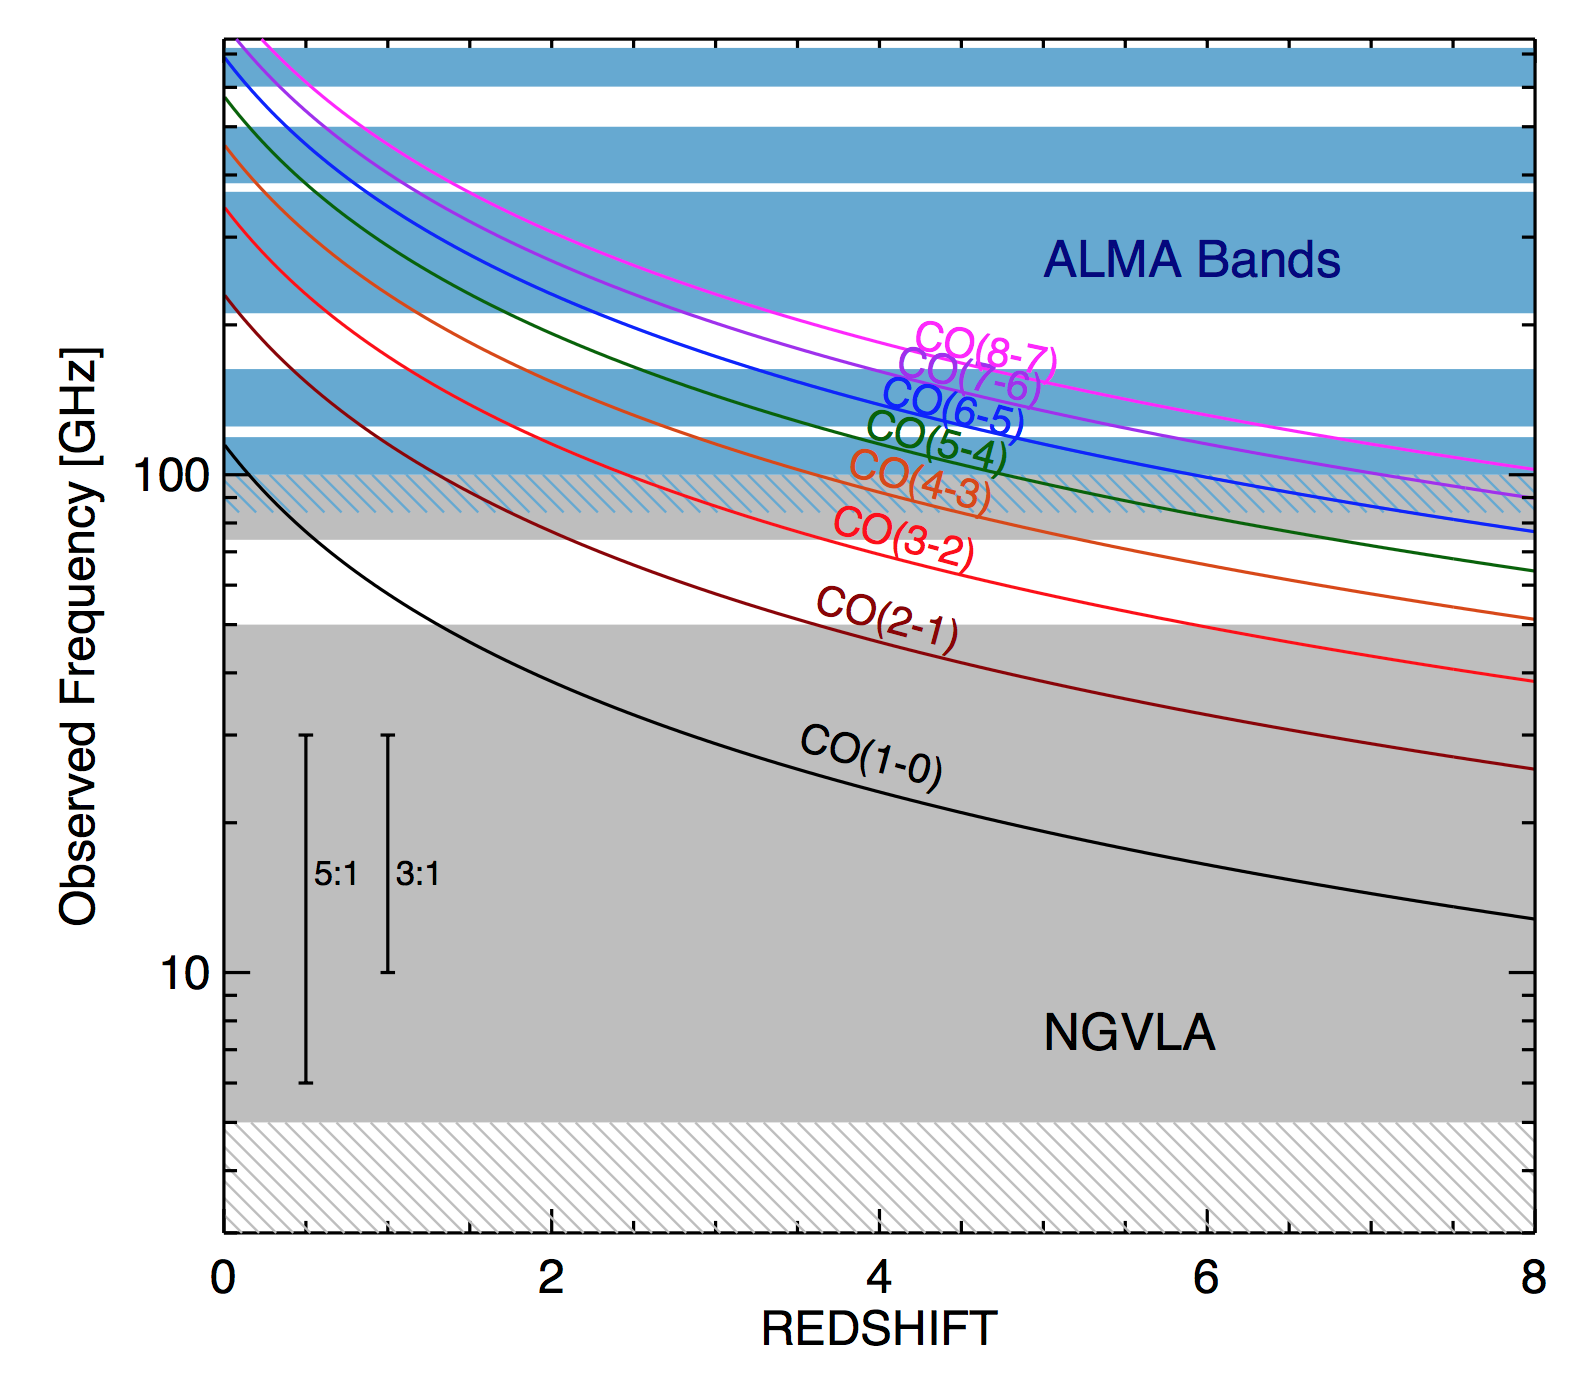 ALMA Bands
CO(8-7)
CO(7-6)
CO(6-5)
CO(5-4)
CO(4-3)
CO(3-2)
CO(2-1)
CO(1-0)
5:1
3:1
NGVLA
Observed Frequency [GHz]
100
10
0 2 4 6 8
REDSHIFT